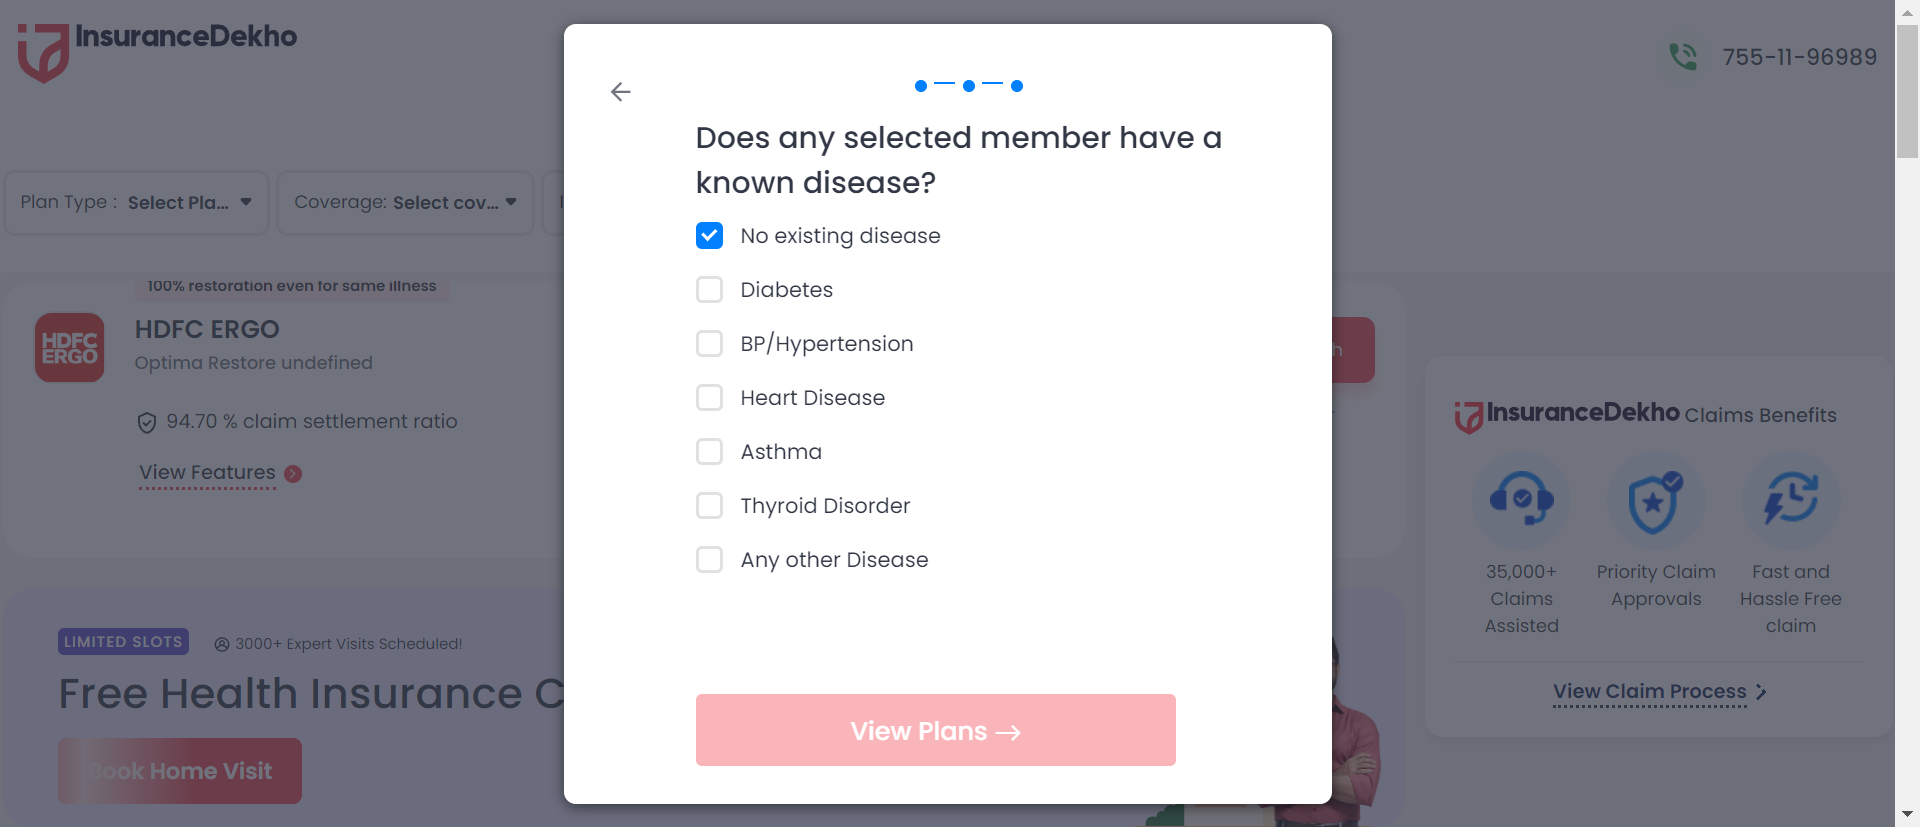 InsuranceDekho
755-11-96989
Plan Type : Select Pla...
Coverage: Select cov...
100% restoration even for same illness
HDFC ERGO
HDFC ERGO
Optima Restore undefined
94.70 % claim settlement ratio
View Features
LIMITED SLOTS
3000+ Expert Visits Scheduled!
Free Health Insurance C
Book Home Visit
Does any selected member have a
known disease?
No existing disease
Diabetes
BP/Hypertension
Heart Disease
Asthma
Thyroid Disorder
Any other Disease
View Plans →
h
InsuranceDekho Claims Benefits
35,000+
Claims
Assisted
Priority Claim
Approvals
Fast and
Hassle Free
claim
View Claim Process